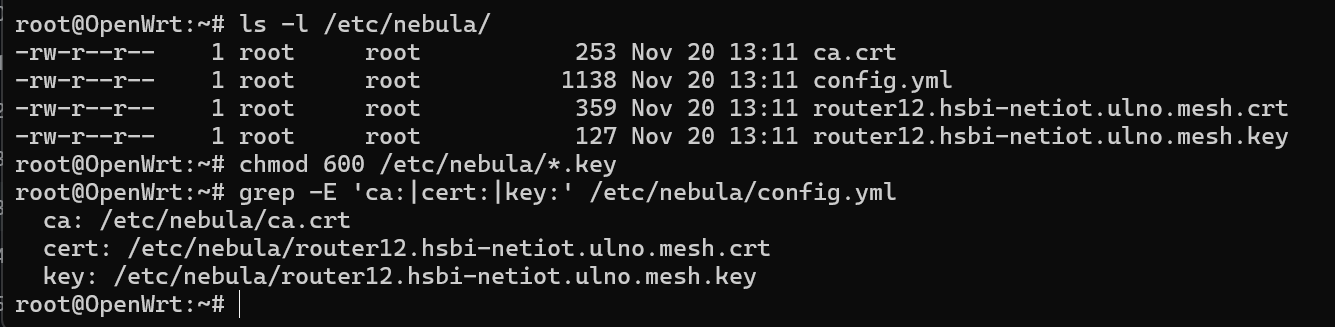 root@OpenWrt:~# ls -l /etc/nebula/
-rw-r--r--    1 root     root           253 Nov 20 13:11 ca.crt
-rw-r--r--    1 root     root          1138 Nov 20 13:11 config.yml
-rw-r--r--    1 root     root           359 Nov 20 13:11 router12.hsbi-netiot.ulno.mesh.crt
-rw-r--r--    1 root     root           127 Nov 20 13:11 router12.hsbi-netiot.ulno.mesh.key
root@OpenWrt:~# chmod 600 /etc/nebula/*.key
root@OpenWrt:~# grep -E 'ca:|cert:|key:' /etc/nebula/config.yml
  ca: /etc/nebula/ca.crt
  cert: /etc/nebula/router12.hsbi-netiot.ulno.mesh.crt
  key: /etc/nebula/router12.hsbi-netiot.ulno.mesh.key
root@OpenWrt:~#